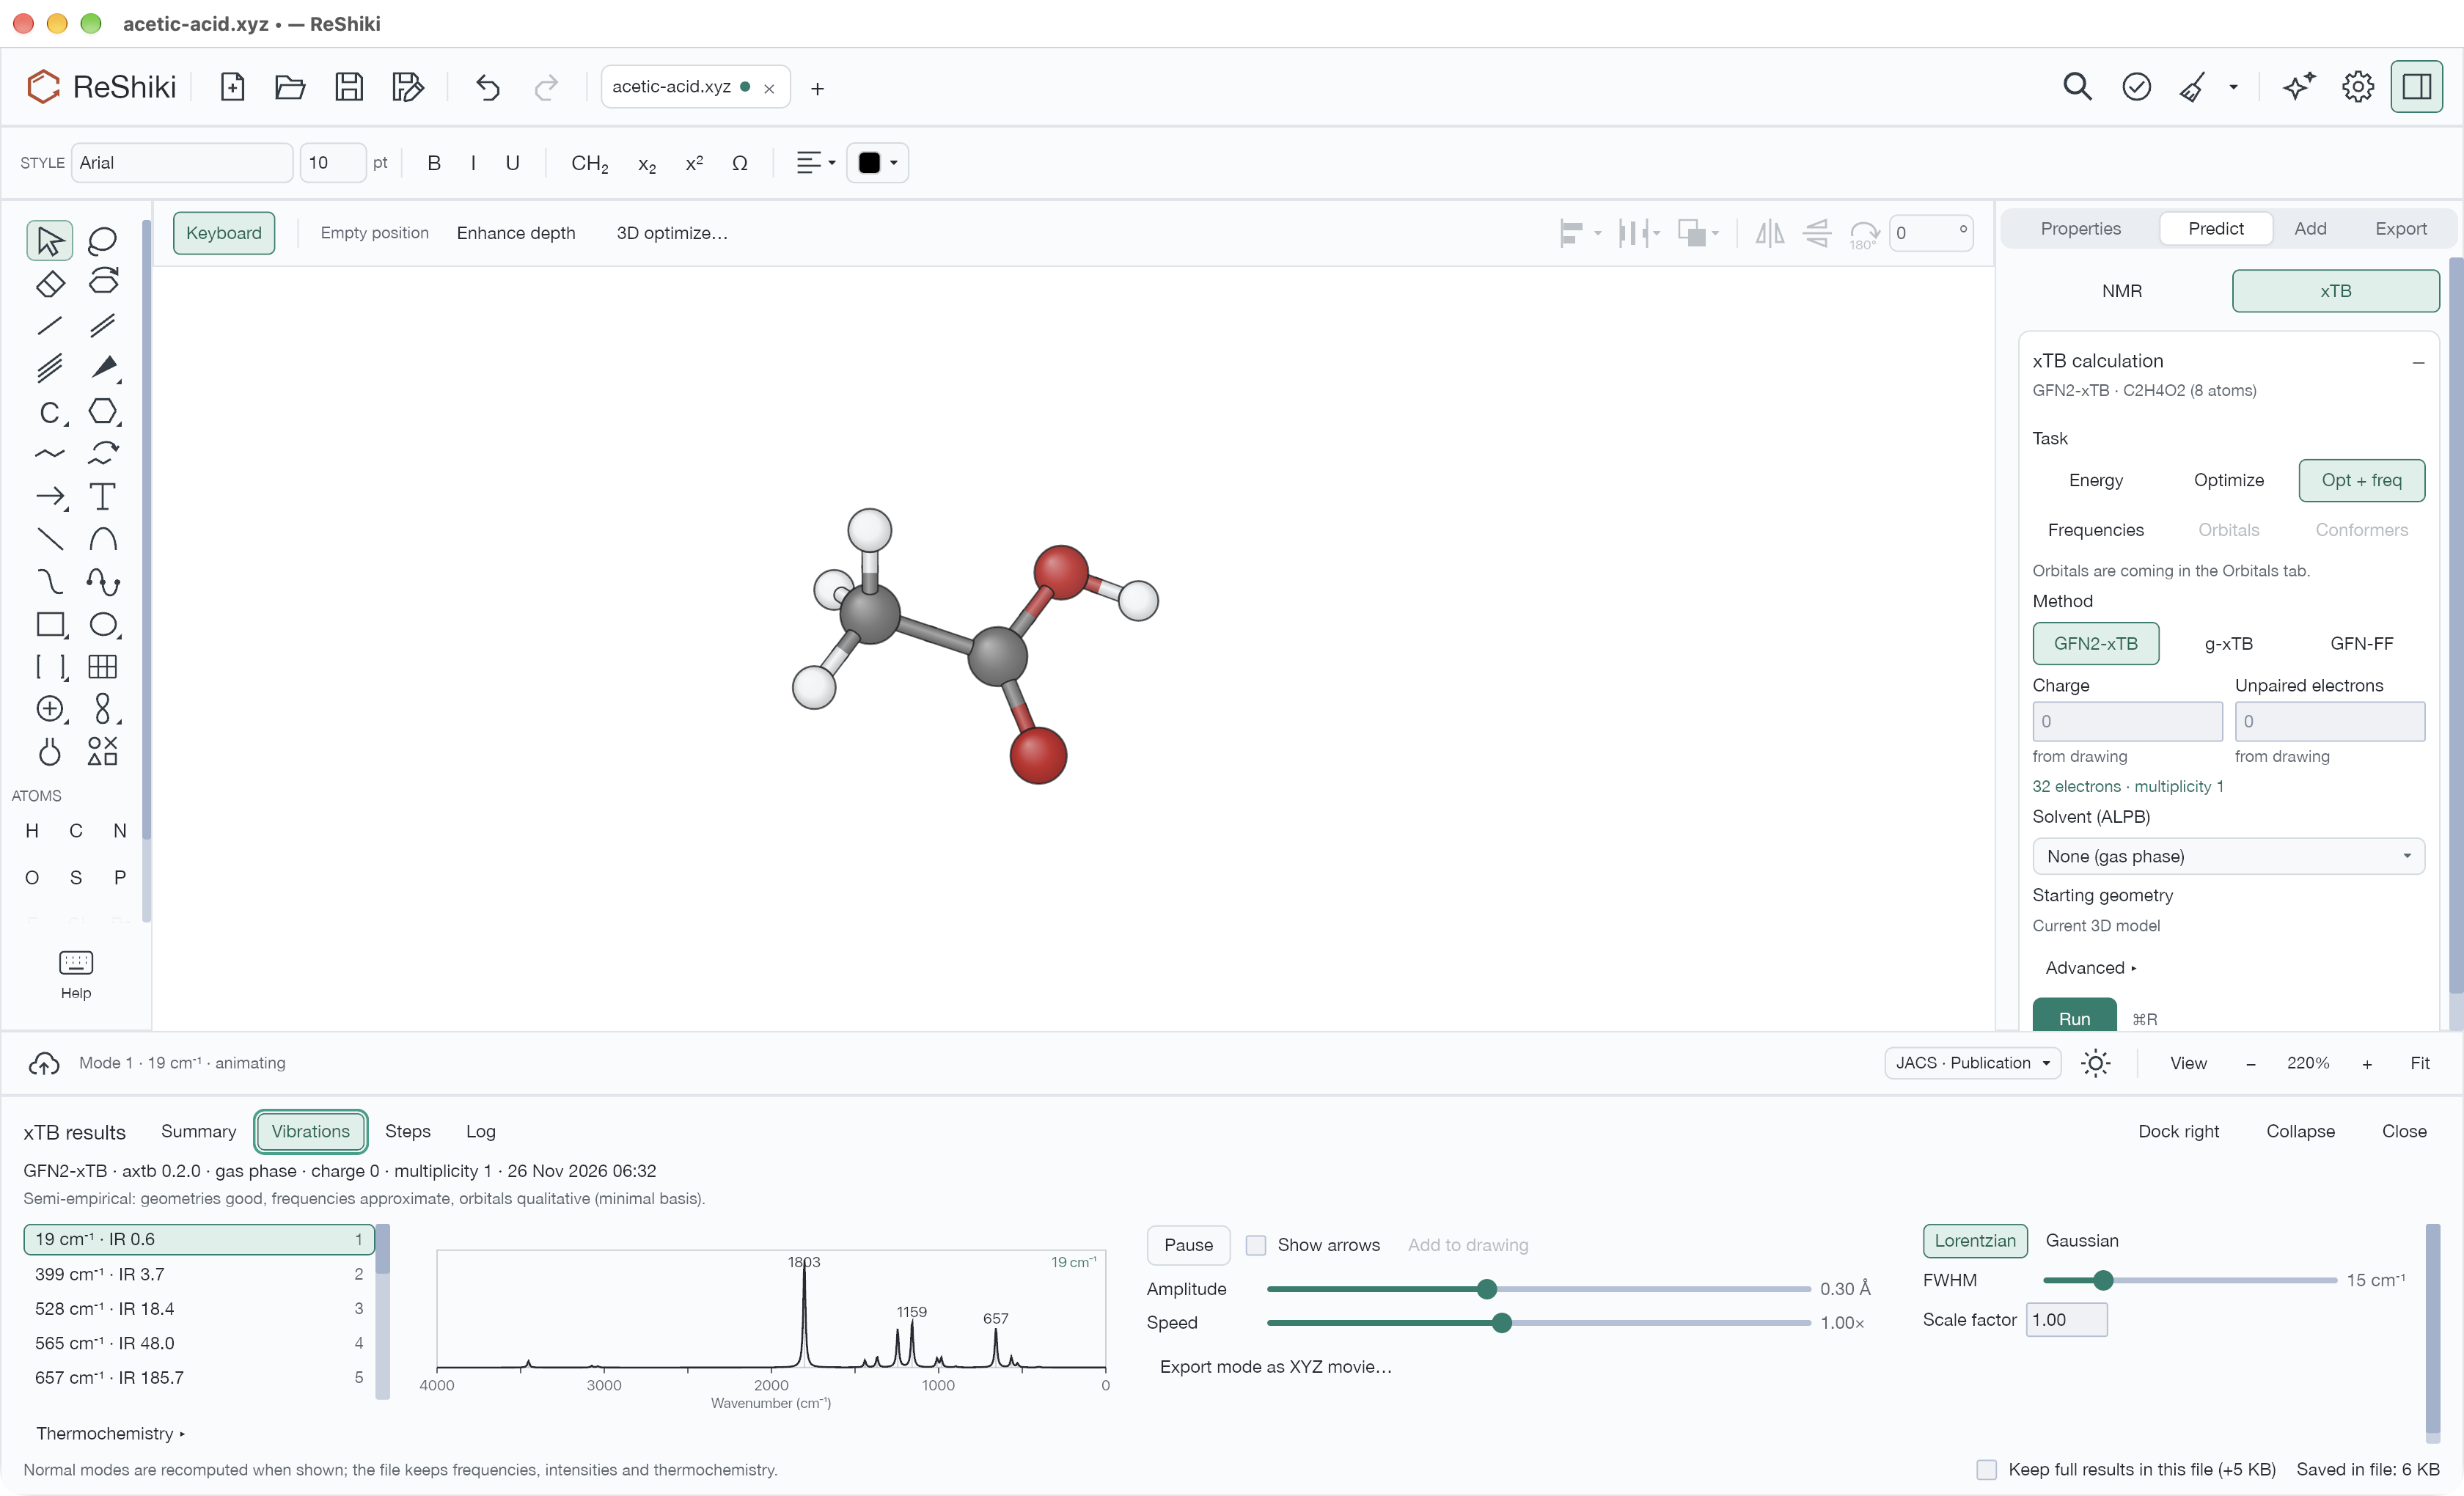 acetic-acid.xyz • — ReShiki
ReShiki
acetic-acid.xyz ● × +
STYLE Arial 10 pt B I U CH₂ x₂ x² Ω
Keyboard Empty position Enhance depth 3D optimize… 180° 0 °
Properties Predict Add Export
NMR xTB
xTB calculation –
GFN2-xTB · C2H4O2 (8 atoms)
Task
Energy Optimize Opt + freq
Frequencies Orbitals Conformers
Orbitals are coming in the Orbitals tab.
Method
GFN2-xTB g-xTB GFN-FF
Charge Unpaired electrons
0 0
from drawing from drawing
32 electrons · multiplicity 1
Solvent (ALPB)
None (gas phase)
Starting geometry
Current 3D model
Advanced ▸
Run ⌘R
C
T
ATOMS
H C N
O S P
Help
Mode 1 · 19 cm⁻¹ · animating
JACS · Publication View – 220% + Fit
xTB results Summary Vibrations Steps Log Dock right Collapse Close
GFN2-xTB · axtb 0.2.0 · gas phase · charge 0 · multiplicity 1 · 26 Nov 2026 06:32
Semi-empirical: geometries good, frequencies approximate, orbitals qualitative (minimal basis).
19 cm⁻¹ · IR 0.6 1
399 cm⁻¹ · IR 3.7 2
528 cm⁻¹ · IR 18.4 3
565 cm⁻¹ · IR 48.0 4
657 cm⁻¹ · IR 185.7 5
1803 19 cm⁻¹
1159 657
4000 3000 2000 1000 0
Wavenumber (cm⁻¹)
Pause Show arrows Add to drawing
Amplitude 0.30 Å
Speed 1.00×
Export mode as XYZ movie…
Lorentzian Gaussian
FWHM 15 cm⁻¹
Scale factor 1.00
Thermochemistry ▸
Normal modes are recomputed when shown; the file keeps frequencies, intensities and thermochemistry.
Keep full results in this file (+5 KB) Saved in file: 6 KB